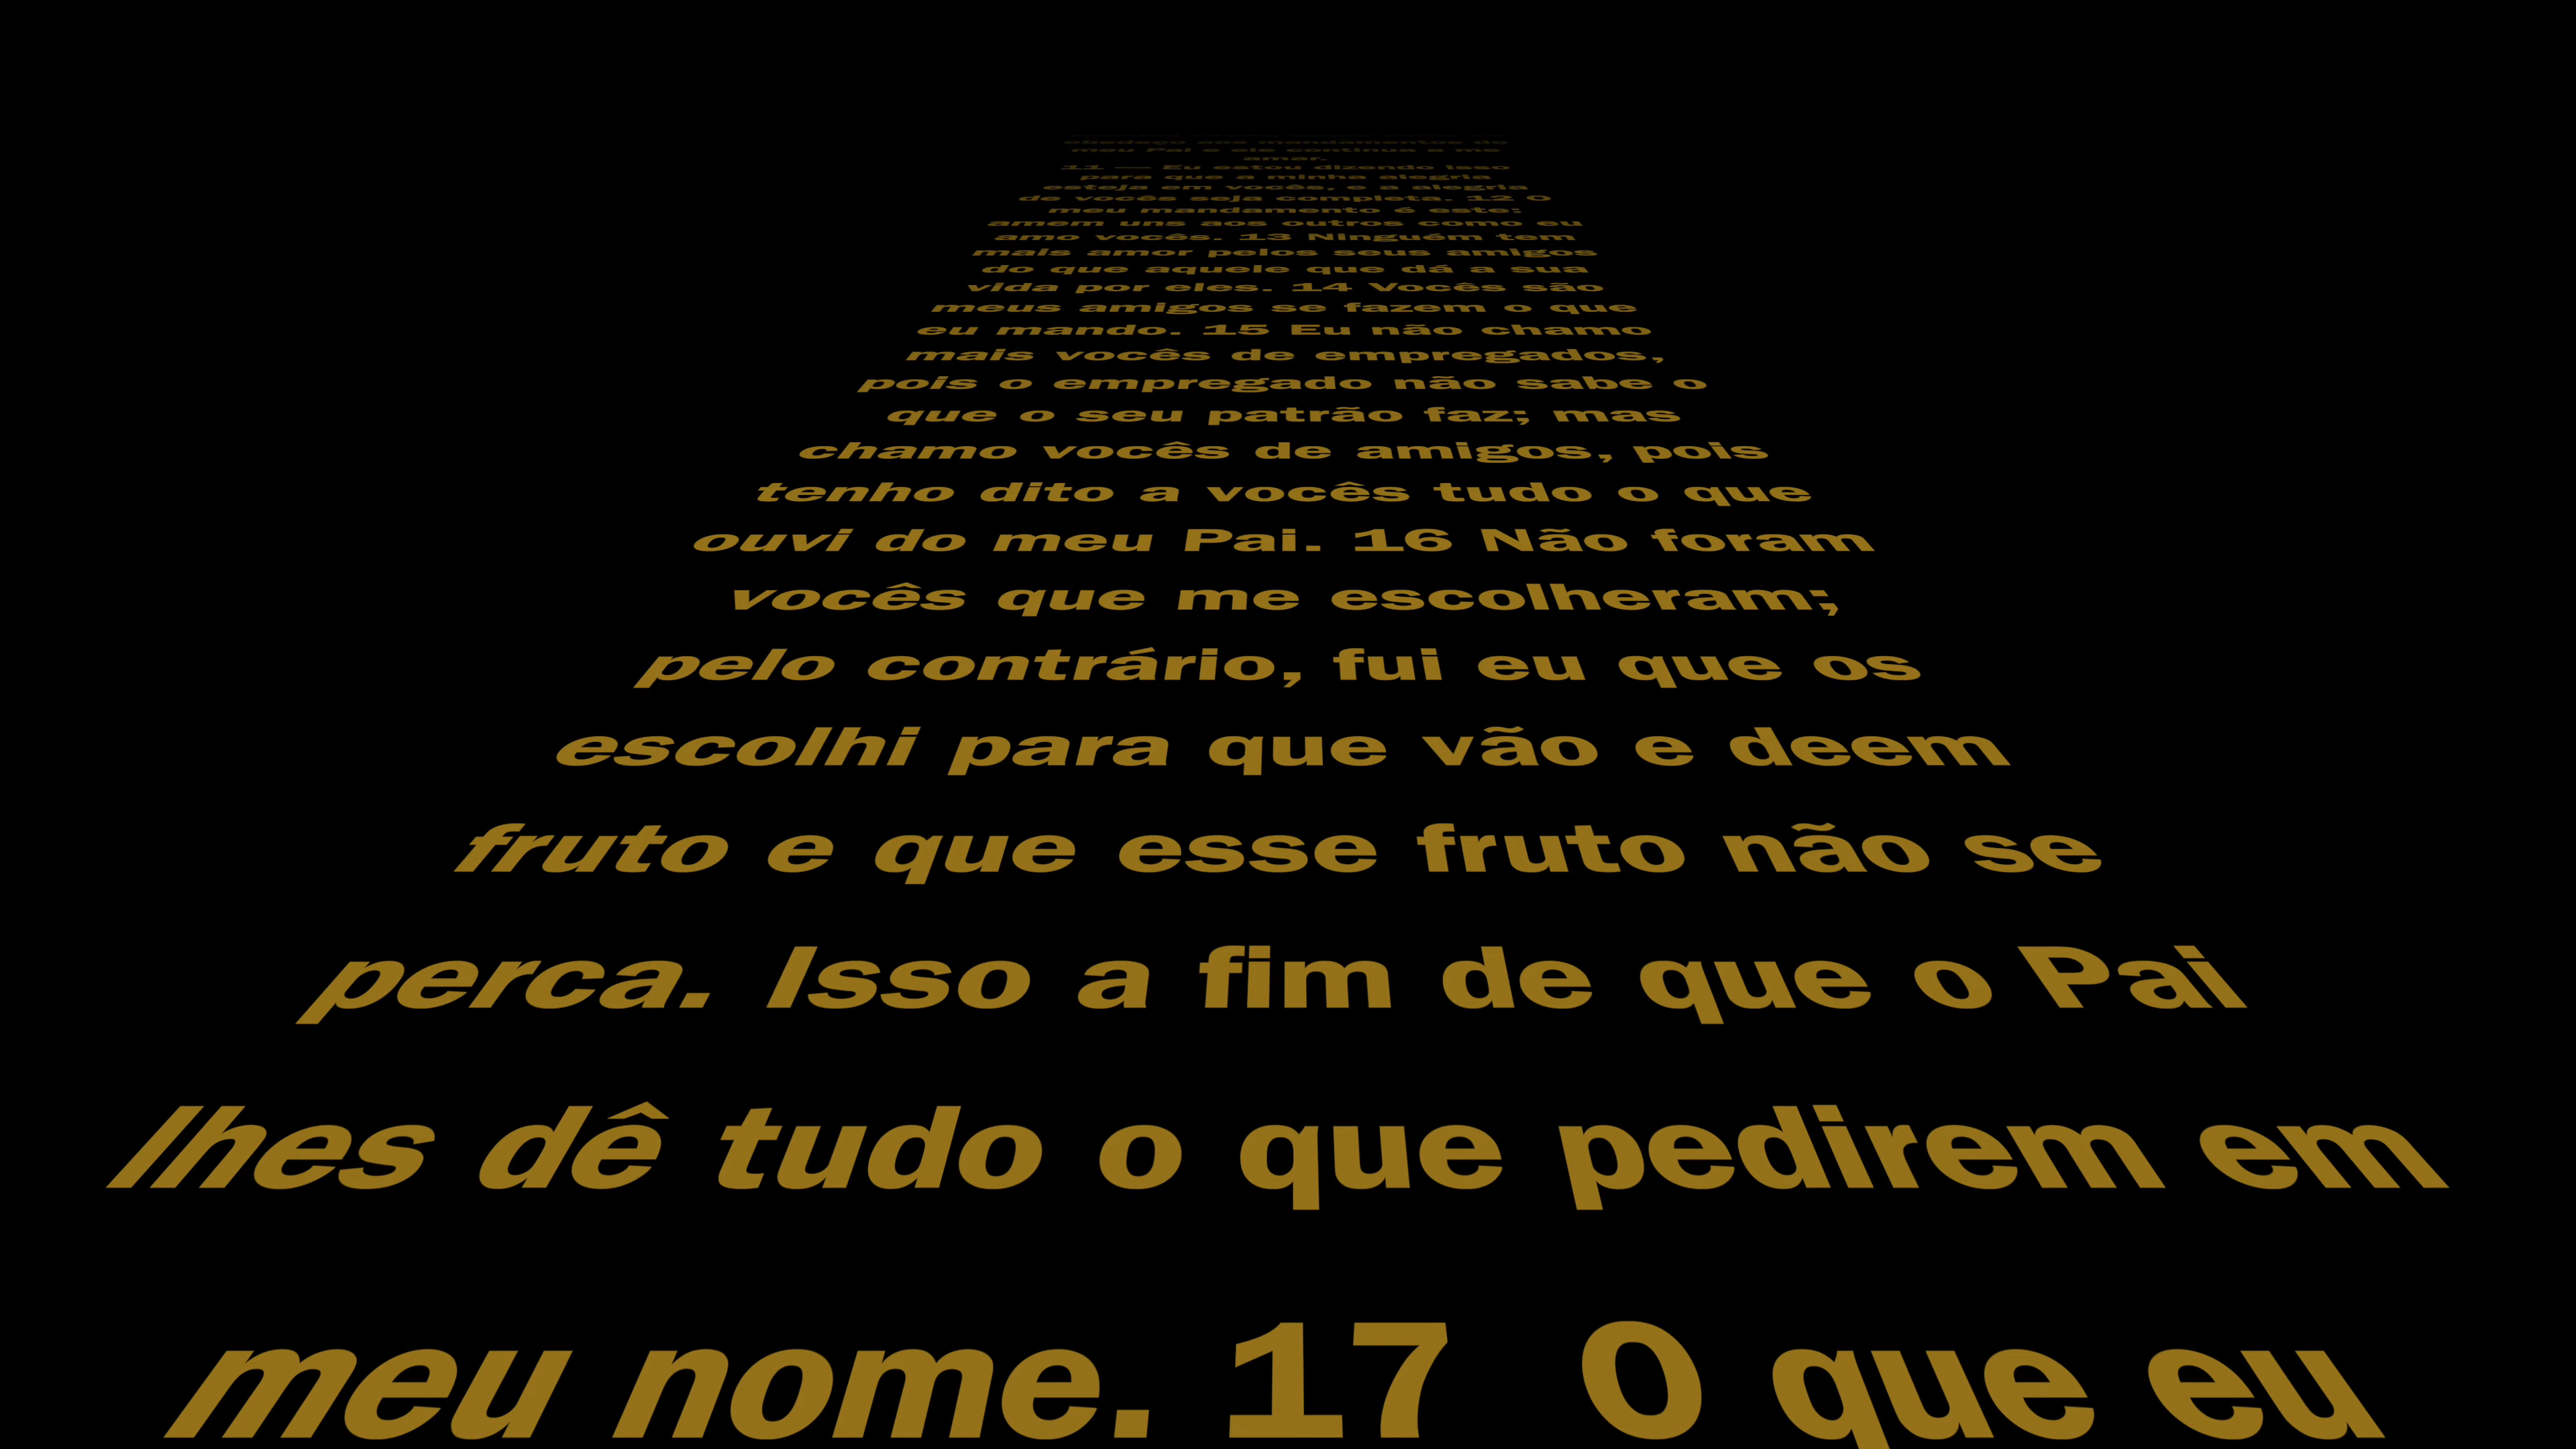 obedeço aos mandamentos do
meu Pai e ele continua a me
amar.
11 — Eu estou dizendo isso
para que a minha alegria
esteja em vocês, e a alegria
de vocês seja completa. 12 O
meu mandamento é este:
amem uns aos outros como eu
amo vocês. 13 Ninguém tem
mais amor pelos seus amigos
do que aquele que dá a sua
vida por eles. 14 Vocês são
meus amigos se fazem o que
eu mando. 15 Eu não chamo
mais vocês de empregados,
pois o empregado não sabe o
que o seu patrão faz; mas
chamo vocês de amigos, pois
tenho dito a vocês tudo o que
ouvi do meu Pai. 16 Não foram
vocês que me escolheram;
pelo contrário, fui eu que os
escolhi para que vão e deem
fruto e que esse fruto não se
perca. Isso a fim de que o Pai
lhes dê tudo o que pedirem em
meu nome. 17 O que eu